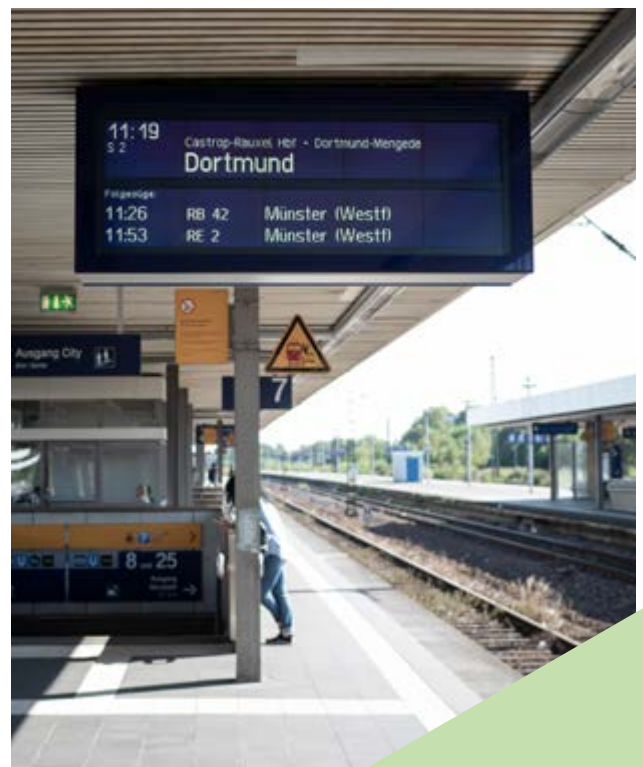 11:19
S 2
Castrop-Rauxel Hbf - Dortmund-Mengede
Dortmund
Folgezüge:
11:26 RB 42 Münster (Westf)
11:53 RE 2 Münster (Westf)
Ausgang City
7
8 25
Ausgang